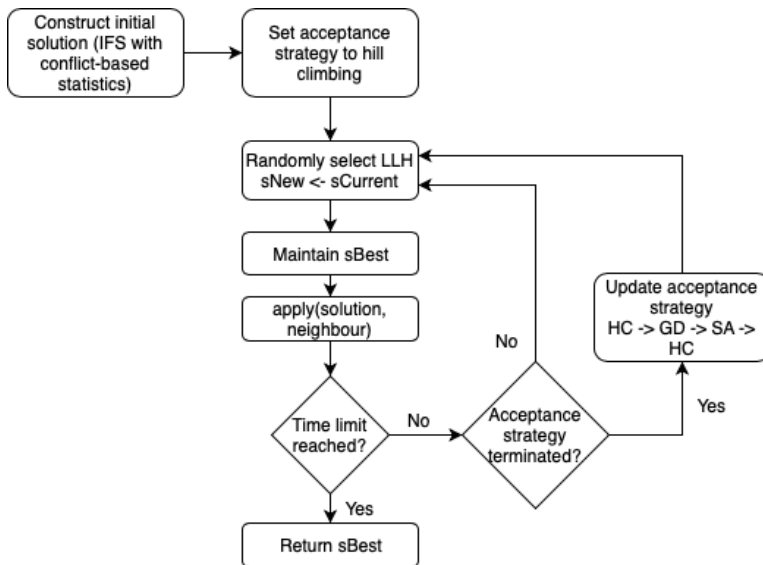 Construct initial
solution (IFS with
conflict-based
statistics)
Set acceptance
strategy to hill
climbing
Randomly select LLH
sNew <- sCurrent
Maintain sBest
apply(solution,
neighbour)
Time limit
reached?
No
Yes
Return sBest
Acceptance
strategy
terminated?
No
Yes
Update acceptance
strategy
HC -> GD -> SA ->
HC